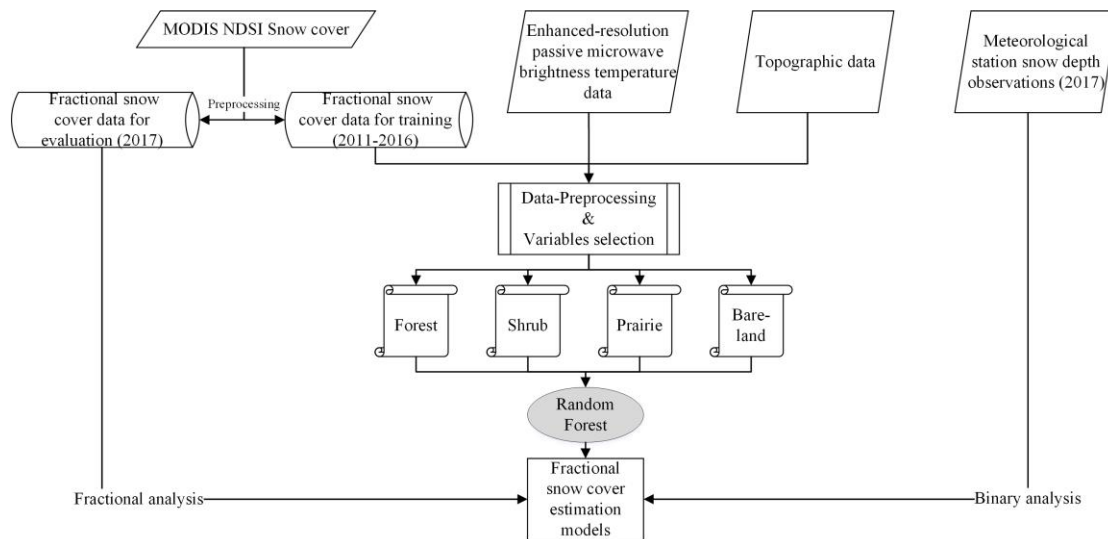 MODIS NDSI Snow cover
Enhanced-resolution
passive microwave
brightness temperature
data
Topographic data
Meteorological
station snow depth
observations (2017)
Fractional snow
cover data for
evaluation (2017)
Preprocessing
Fractional snow
cover data for training
(2011-2016)
Data-Preprocessing
&
Variables selection
Forest
Shrub
Prairie
Bare-
land
Random
Forest
Fractional analysis
Fractional
snow cover
estimation
models
Binary analysis